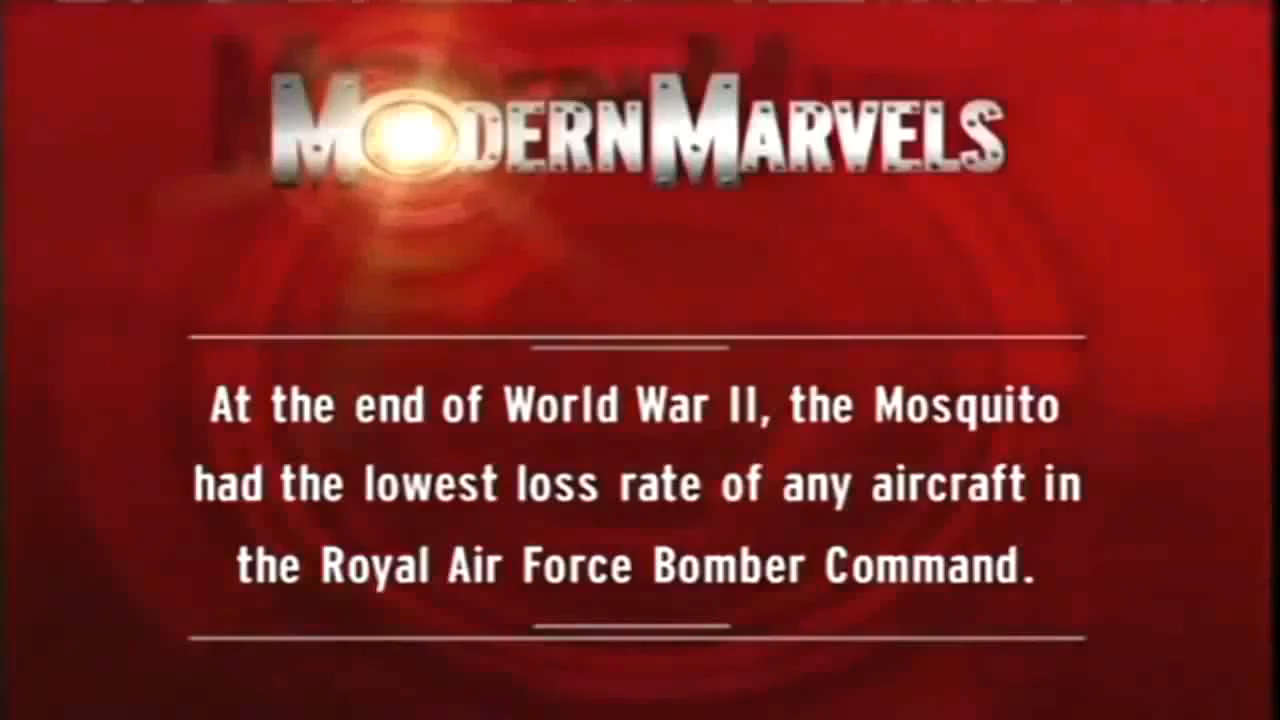 MODERN MARVELS
At the end of World War II, the Mosquito
had the lowest loss rate of any aircraft in
the Royal Air Force Bomber Command.